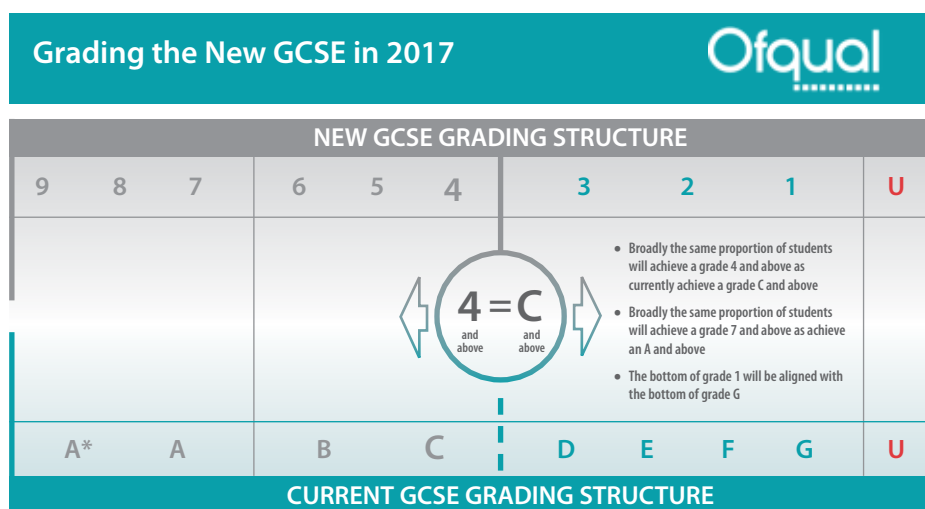 Grading the New GCSE in 2017
Ofqual
NEW GCSE GRADING STRUCTURE
9 8 7 6 5 4 3 2 1 U
• Broadly the same proportion of students
will achieve a grade 4 and above as
currently achieve a grade C and above
• Broadly the same proportion of students
will achieve a grade 7 and above as achieve
an A and above
• The bottom of grade 1 will be aligned with
the bottom of grade G
4 = C
and and
above above
A* A B C D E F G U
CURRENT GCSE GRADING STRUCTURE